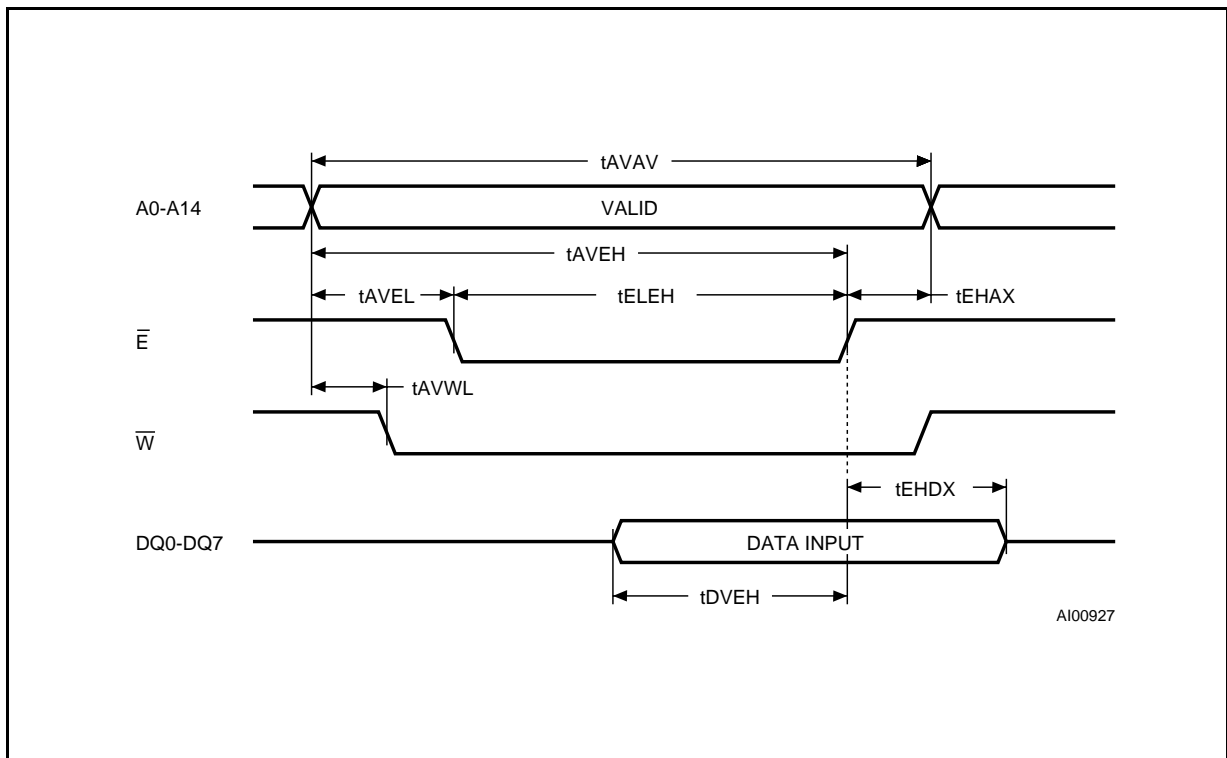 tAVAV
A0-A14
VALID
tAVEH
tAVEL
tELEH
tEHAX
E̅
tAVWL
W̅
tEHDX
DQ0-DQ7
DATA INPUT
tDVEH
AI00927